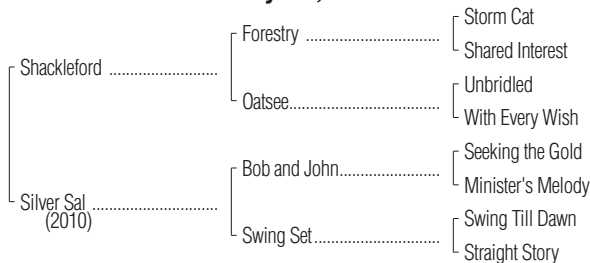 Storm Cat
Forestry ..................................
Shared Interest
Shackleford ...........................
Unbridled
Oatsee......................................
With Every Wish
Seeking the Gold
Bob and John.........................
Minister's Melody
Silver Sal ...............................
(2010)
Swing Till Dawn
Swing Set...............................
Straight Story